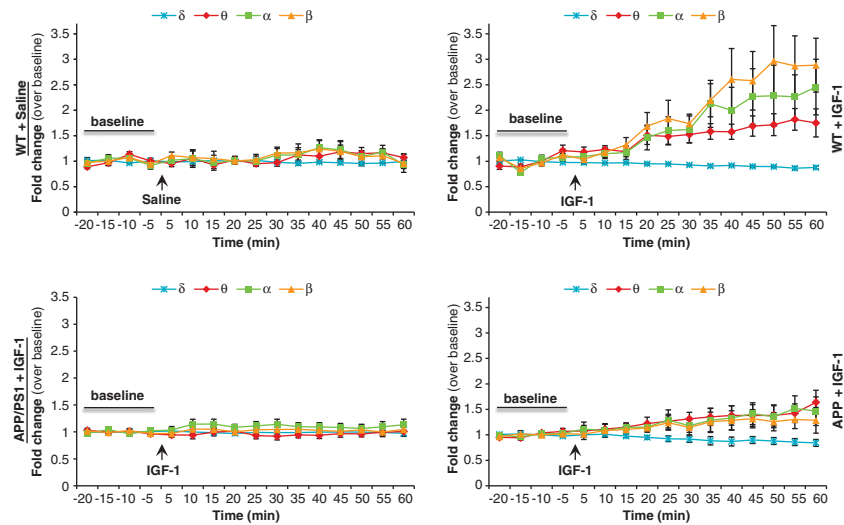 δ θ α β
WT + Saline
Fold change (over baseline)
3.5
3
2.5
2
1.5
1
0.5
0
baseline
Saline
-20 -15 -10 -5 5 10 15 20 25 30 35 40 45 50 55 60
Time (min)
δ θ α β
Fold change (over baseline)
3.5
3
2.5
2
1.5
1
0.5
0
baseline
IGF-1
-20 -15 -10 -5 5 10 15 20 25 30 35 40 45 50 55 60
Time (min)
WT + IGF-1
δ θ α β
APP/PS1 + IGF-1
Fold change (over baseline)
3.5
3
2.5
2
1.5
1
0.5
0
baseline
IGF-1
-20 -15 -10 -5 5 10 15 20 25 30 35 40 45 50 55 60
Time (min)
δ θ α β
Fold change (over baseline)
3.5
3
2.5
2
1.5
1
0.5
0
baseline
IGF-1
-20 -15 -10 -5 5 10 15 20 25 30 35 40 45 50 55 60
Time (min)
APP + IGF-1